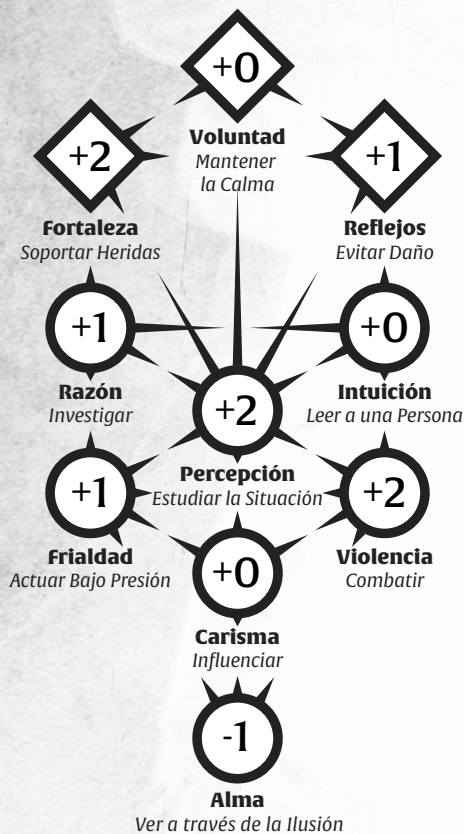 +0
Voluntad
Mantener
la Calma
+2
Fortaleza
Soportar Heridas
+1
Reflejos
Evitar Daño
+1
Razón
Investigar
+0
Intuición
Leer a una Persona
+2
Percepción
Estudiar la Situación
+1
Frialdad
Actuar Bajo Presión
+2
Violencia
Combatir
+0
Carisma
Influenciar
-1
Alma
Ver a través de la Ilusión